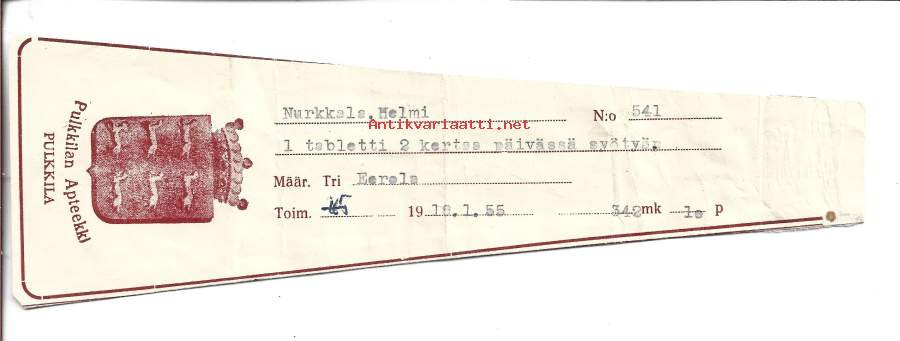 Pulkkilan Apteekki
PULKKILA
Nurkkala, Helmi N:o 541
Antikvariaatti.net
1 tabletti 2 kertaa päivässä syötyä
Määr. Tri Eerola
Toim. 19 18.1.55 342 mk 10 p